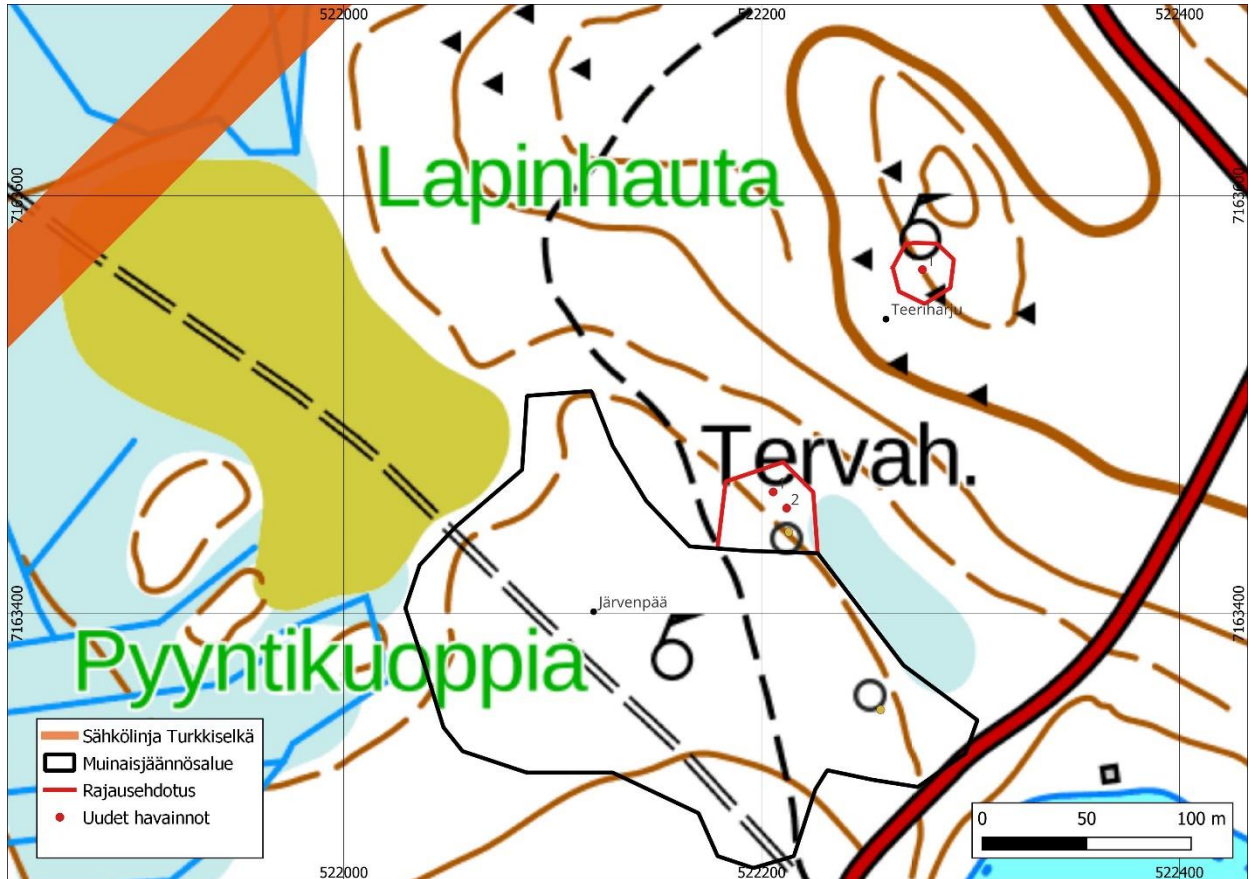 522000
522200
522400
Lapinhauta
7163600
7163600
1
Teeriharju
Tervah.
1
2
Järvenpää
7163400
7163400
Pyyntikuoppia
Sähkölinja Turkkiselkä
Muinaisjäännösalue
Rajausehdotus
Uudet havainnot
0
50
100 m
522000
522200
522400